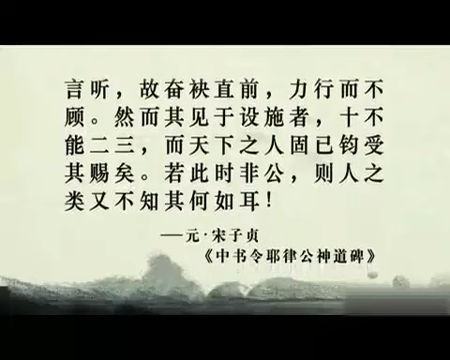 言听，故奋袂直前，力行而不
顾。然而其见于设施者，十不
能二三，而天下之人固已钧受
其赐矣。若此时非公，则人之
类又不知其何如耳！
——元·宋子贞
《中书令耶律公神道碑》